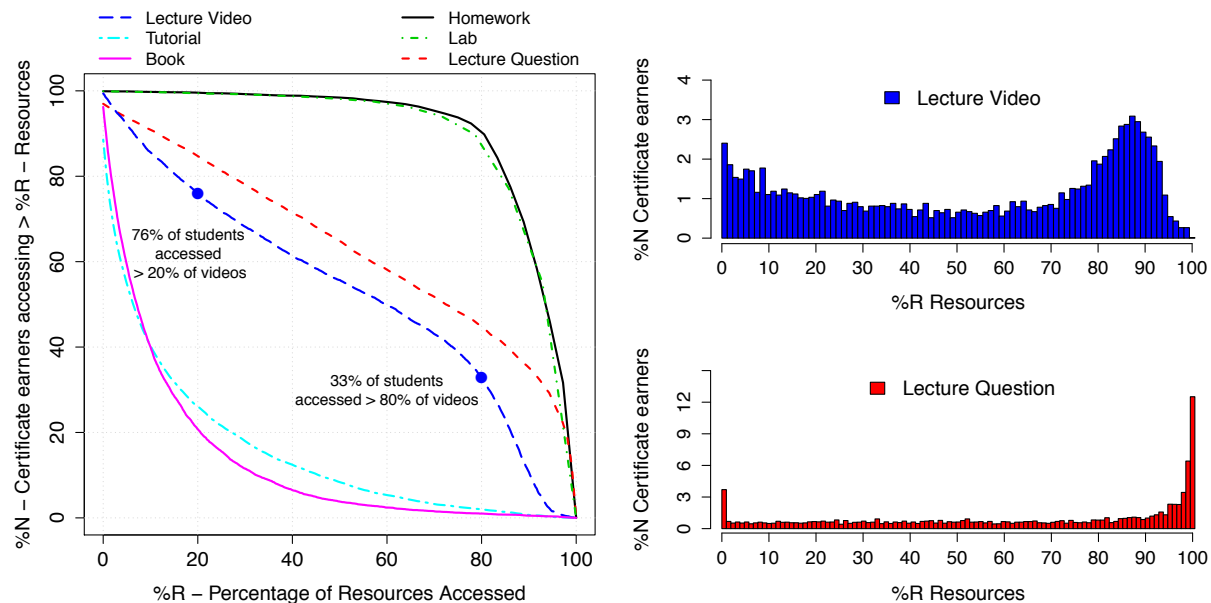 Lecture Video
Tutorial
Book
Homework
Lab
Lecture Question
%N − Certificate earners accessing > %R − Resources
100
80
60
40
20
0
76% of students
accessed
> 20% of videos
33% of students
accessed > 80% of videos
0 20 40 60 80 100
%R − Percentage of Resources Accessed
Lecture Video
%N Certificate earners
4
3
2
1
0
0 10 20 30 40 50 60 70 80 90 100
%R Resources
Lecture Question
%N Certificate earners
12
9
6
3
0
0 10 20 30 40 50 60 70 80 90 100
%R Resources